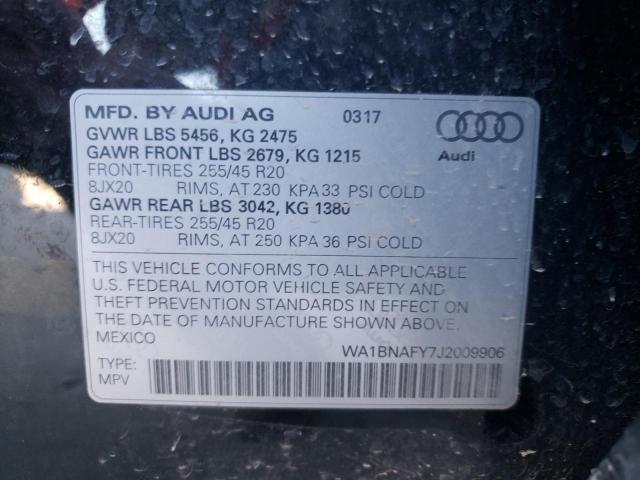 MFD. BY AUDI AG 0317
GVWR LBS 5456, KG 2475
GAWR FRONT LBS 2679, KG 1215
Audi
FRONT-TIRES 255/45 R20
8JX20 RIMS, AT 230 KPA 33 PSI COLD
GAWR REAR LBS 3042, KG 1380
REAR-TIRES 255/45 R20
8JX20 RIMS, AT 250 KPA 36 PSI COLD
THIS VEHICLE CONFORMS TO ALL APPLICABLE
U.S. FEDERAL MOTOR VEHICLE SAFETY AND
THEFT PREVENTION STANDARDS IN EFFECT ON
THE DATE OF MANUFACTURE SHOWN ABOVE.
MEXICO WA1BNAFY7J2009906
TYPE:
MPV